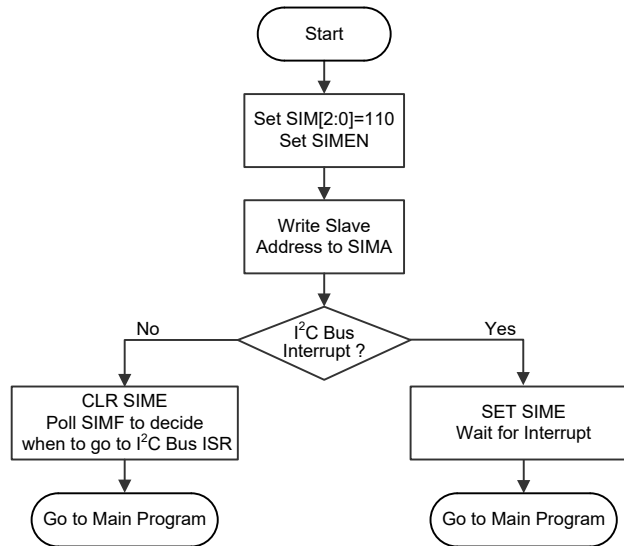 Start
Set SIM[2:0]=110
Set SIMEN
Write Slave
Address to SIMA
I²C Bus
Interrupt ?
No
Yes
CLR SIME
Poll SIMF to decide
when to go to I²C Bus ISR
SET SIME
Wait for Interrupt
Go to Main Program
Go to Main Program